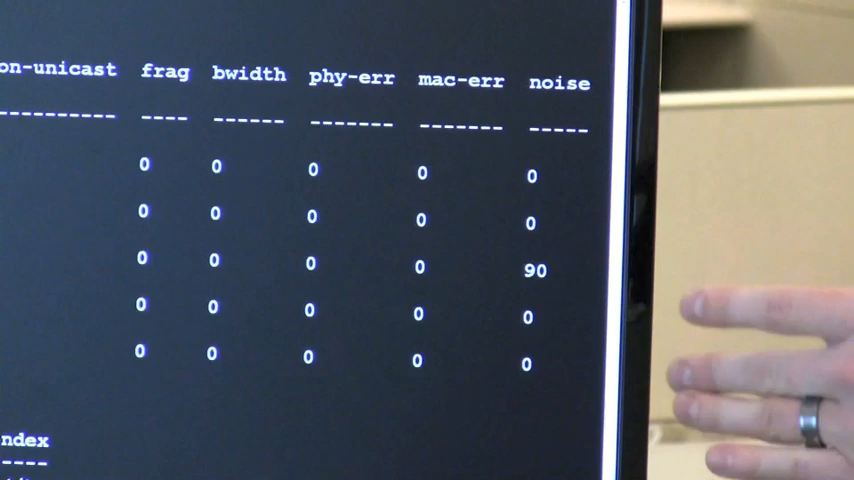 on-unicast frag bwidth phy-err mac-err noise
----------- ---- ------ ------- ------- -----
0 0 0 0 0
0 0 0 0 0
0 0 0 0 90
0 0 0 0 0
0 0 0 0 0
ndex
----